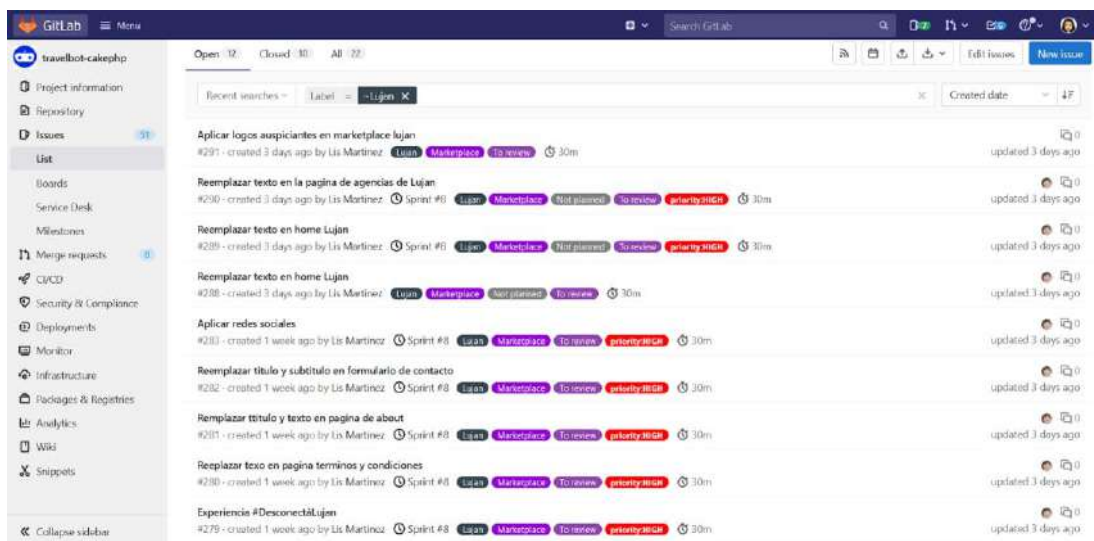 GitLab Menu Search GitLab
travelbot-cakephp
Project information
Repository
Issues 51
List
Boards
Service Desk
Milestones
Merge requests 8
CI/CD
Security & Compliance
Deployments
Monitor
Infrastructure
Packages & Registries
Analytics
Wiki
Snippets
Collapse sidebar
Open 12 Closed 10 All 22 Edit issues New issue
Recent searches Label = ~Lujan Created date
Aplicar logos auspiciantes en marketplace lujan 0
#291 - created 3 days ago by Lis Martinez Lujan Marketplace To review 30m updated 3 days ago
Reemplazar texto en la pagina de agencias de Lujan 0
#290 - created 3 days ago by Lis Martinez Sprint #8 Lujan Marketplace Not planned To review priority:HIGH 30m updated 3 days ago
Reemplazar texto en home Lujan 0
#289 - created 3 days ago by Lis Martinez Sprint #8 Lujan Marketplace Not planned To review priority:HIGH 30m updated 3 days ago
Reemplazar texto en home Lujan 0
#288 - created 3 days ago by Lis Martinez Lujan Marketplace Not planned To review 30m updated 3 days ago
Aplicar redes sociales 0
#283 - created 1 week ago by Lis Martinez Sprint #8 Lujan Marketplace To review priority:HIGH 30m updated 3 days ago
Reemplazar titulo y subtitulo en formulario de contacto 0
#282 - created 1 week ago by Lis Martinez Sprint #8 Lujan Marketplace To review priority:HIGH 30m updated 3 days ago
Remplazar ttitulo y texto en pagina de about 0
#281 - created 1 week ago by Lis Martinez Sprint #8 Lujan Marketplace To review priority:HIGH 30m updated 3 days ago
Reeplazar texo en pagina terminos y condiciones 0
#280 - created 1 week ago by Lis Martinez Sprint #8 Lujan Marketplace To review priority:HIGH 30m updated 3 days ago
Experiencia #DesconectáLujan 0
#279 - created 1 week ago by Lis Martinez Sprint #8 Lujan Marketplace To review priority:HIGH 30m updated 3 days ago